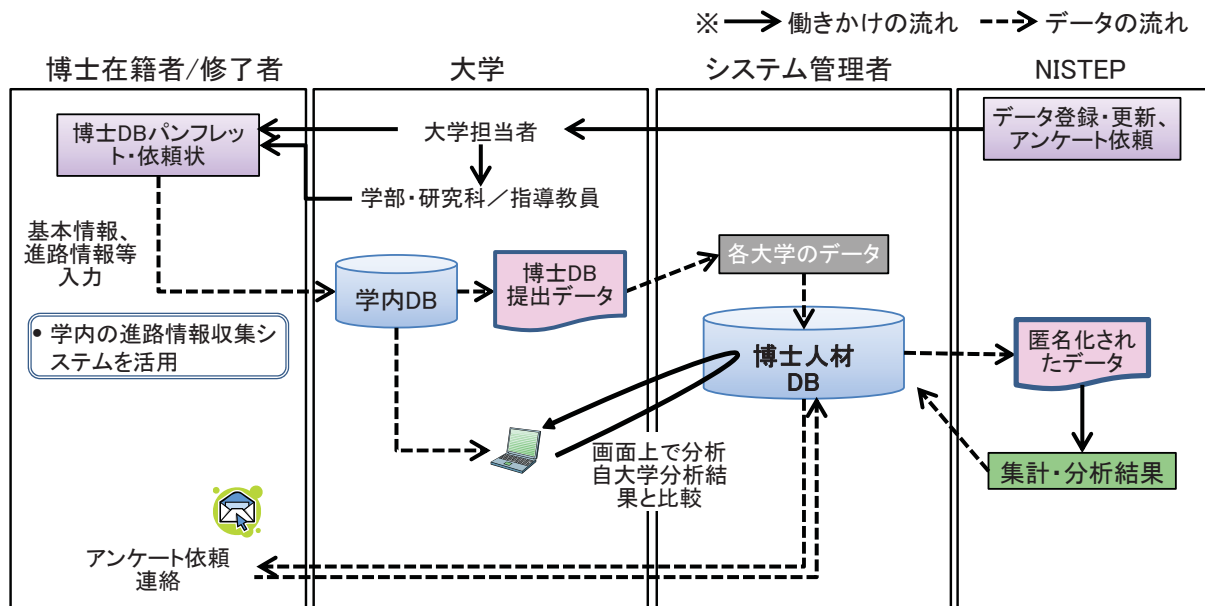 ※ 働きかけの流れ データの流れ
博士在籍者/修了者
大学
システム管理者
NISTEP
博士DBパンフレッ
ト・依頼状
大学担当者
データ登録・更新、
アンケート依頼
学部・研究科／指導教員
基本情報、
進路情報等
入力
学内DB
博士DB
提出データ
各大学のデータ
• 学内の進路情報収集シ
ステムを活用
博士人材
DB
匿名化され
たデータ
画面上で分析
自大学分析結
果と比較
集計・分析結果
アンケート依頼
連絡